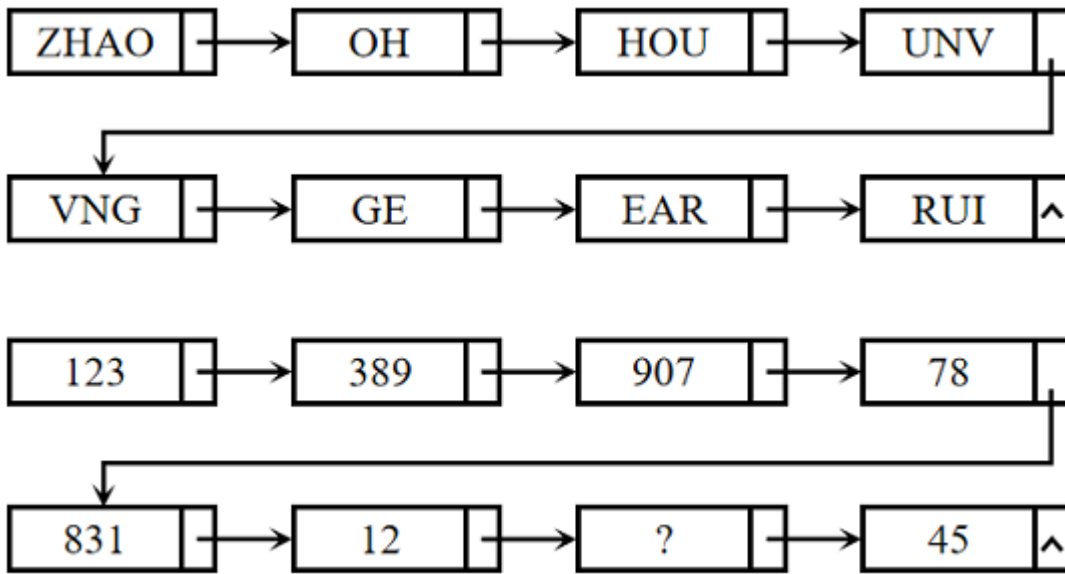 ZHAO OH HOU UNV
VNG GE EAR RUI ^
123 389 907 78
831 12 ? 45 ^